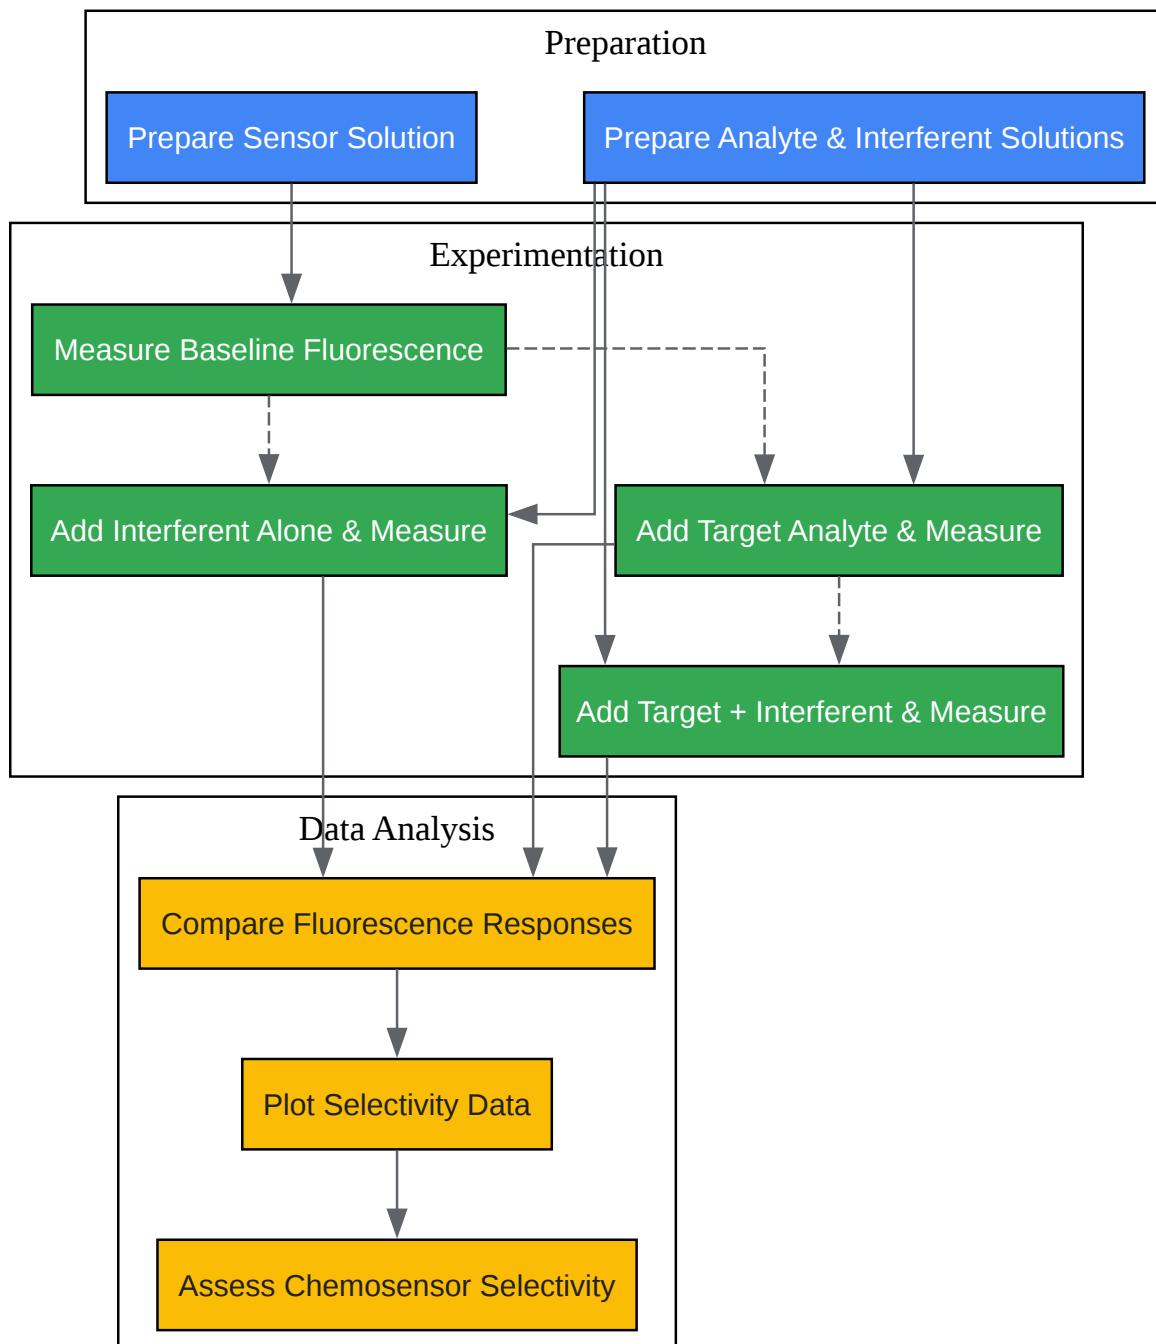 Preparation
Prepare Sensor Solution
Prepare Analyte & Interferent Solutions
Experimentation
Measure Baseline Fluorescence
Add Interferent Alone & Measure
Add Target Analyte & Measure
Add Target + Interferent & Measure
Data Analysis
Compare Fluorescence Responses
Plot Selectivity Data
Assess Chemosensor Selectivity